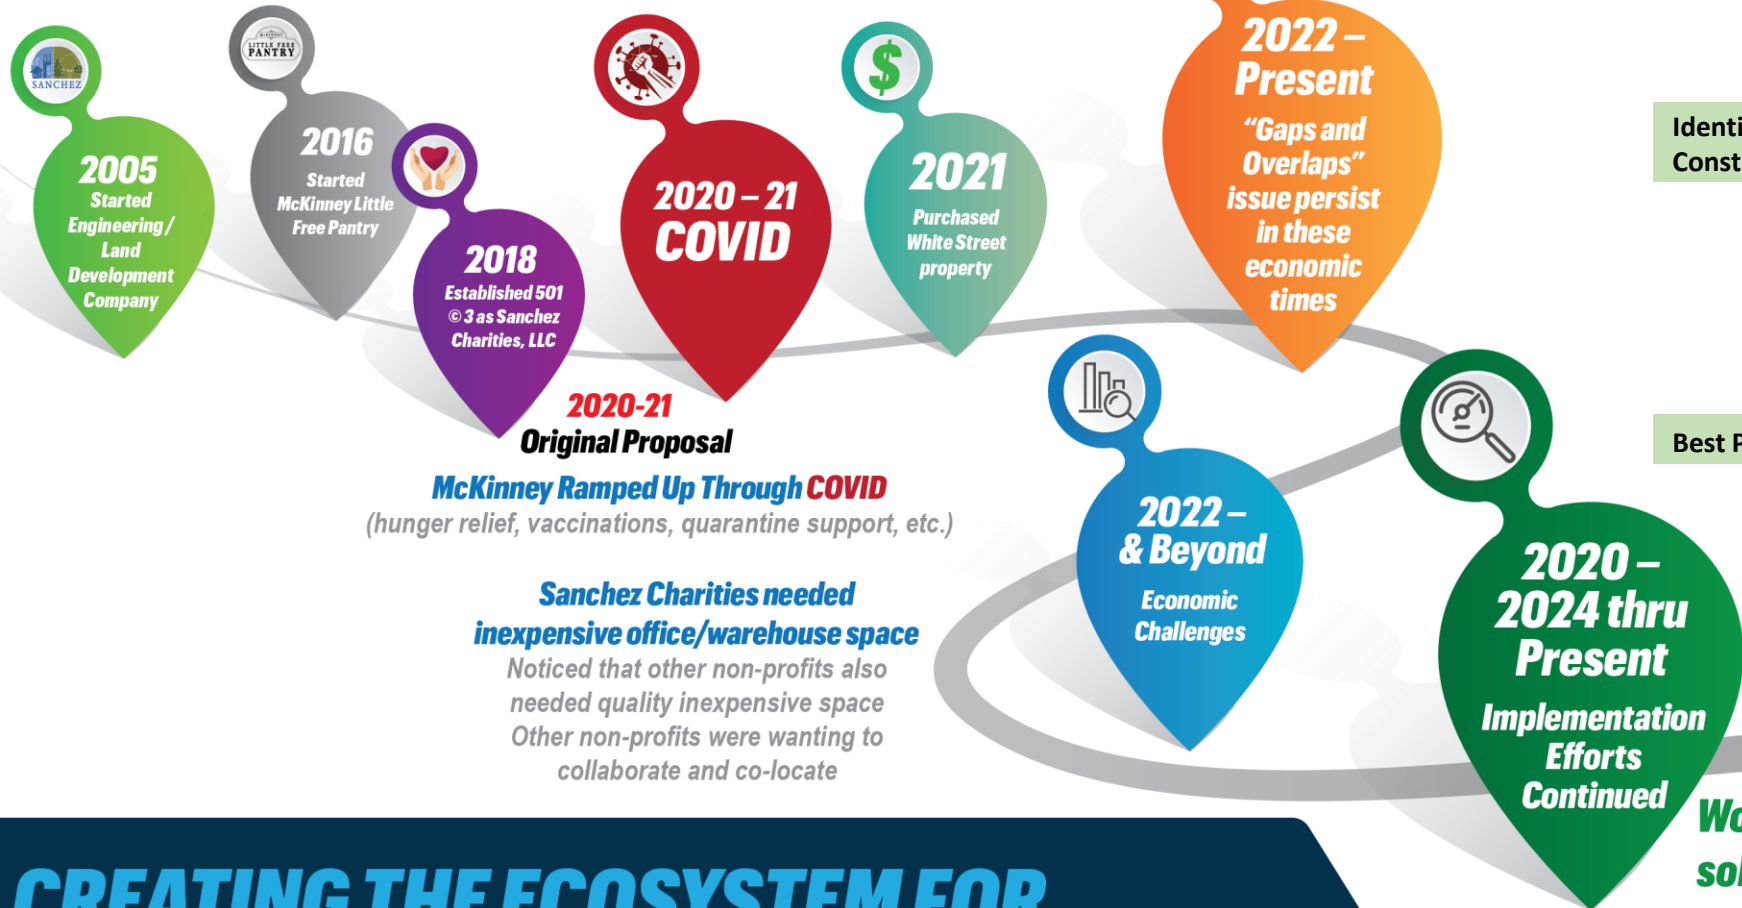 SANCHEZ
2005
Started
Engineering/
Land
Development
Company
LITTLE FREE
PANTRY
2016
Started
McKinney Little
Free Pantry
2018
Established 501
© 3 as Sanchez
Charities, LLC
2020 – 21
COVID
$
2021
Purchased
White Street
property
2022 –
Present
“Gaps and
Overlaps”
issue persist
in these
economic
times
2020-21
Original Proposal
McKinney Ramped Up Through COVID
(hunger relief, vaccinations, quarantine support, etc.)
Sanchez Charities needed
inexpensive office/warehouse space
Noticed that other non-profits also
needed quality inexpensive space
Other non-profits were wanting to
collaborate and co-locate
2022 –
& Beyond
Economic
Challenges
2020 –
2024 thru
Present
Implementation
Efforts
Continued
Best
CREATING THE ECOSYSTEM FOR